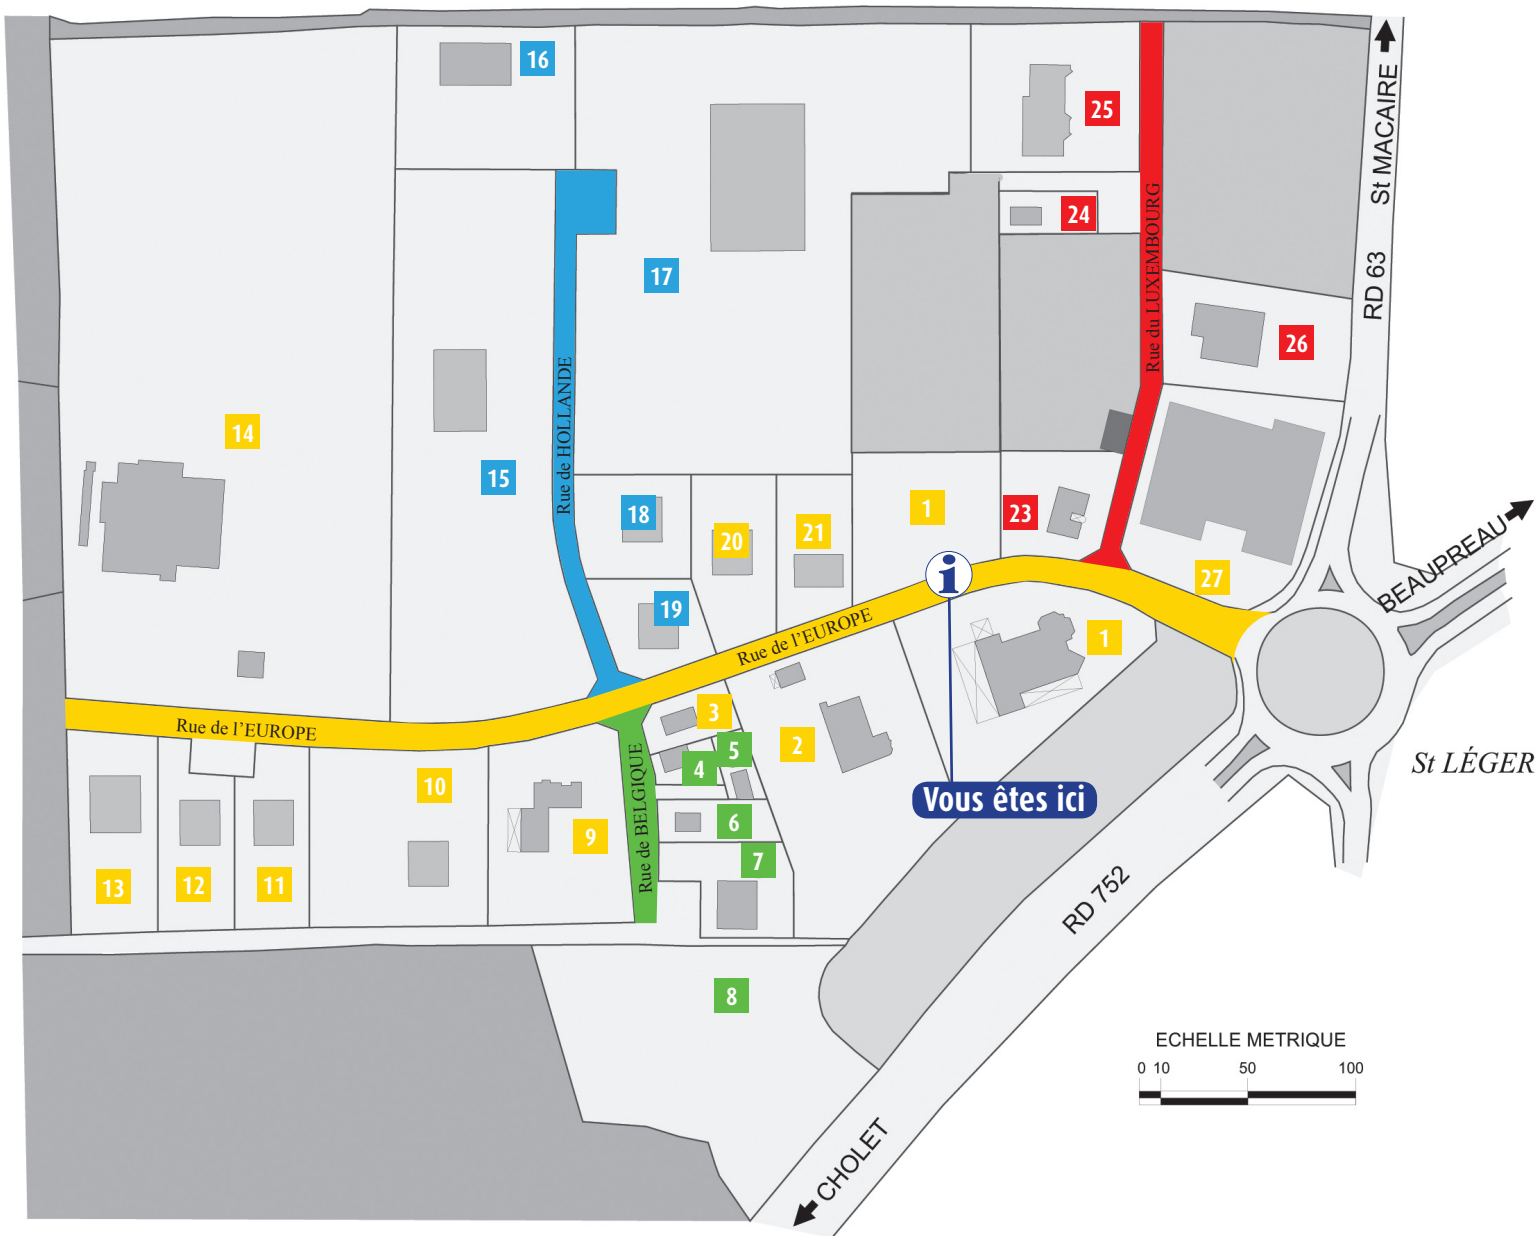 16
25
St MACAIRE
24
Rue du LUXEMBOURG
17
RD 63
26
14
Rue de HOLLANDE
15
18
20
21
1
23
i
27
BEAUPREAU
19
Rue de l'EUROPE
1
3
Rue de l'EUROPE
2
5
4
St LÉGER
10
Vous êtes ici
Rue de BELGIQUE
6
9
7
13
12
11
RD 752
8
ECHELLE METRIQUE
0 10 50 100
CHOLET